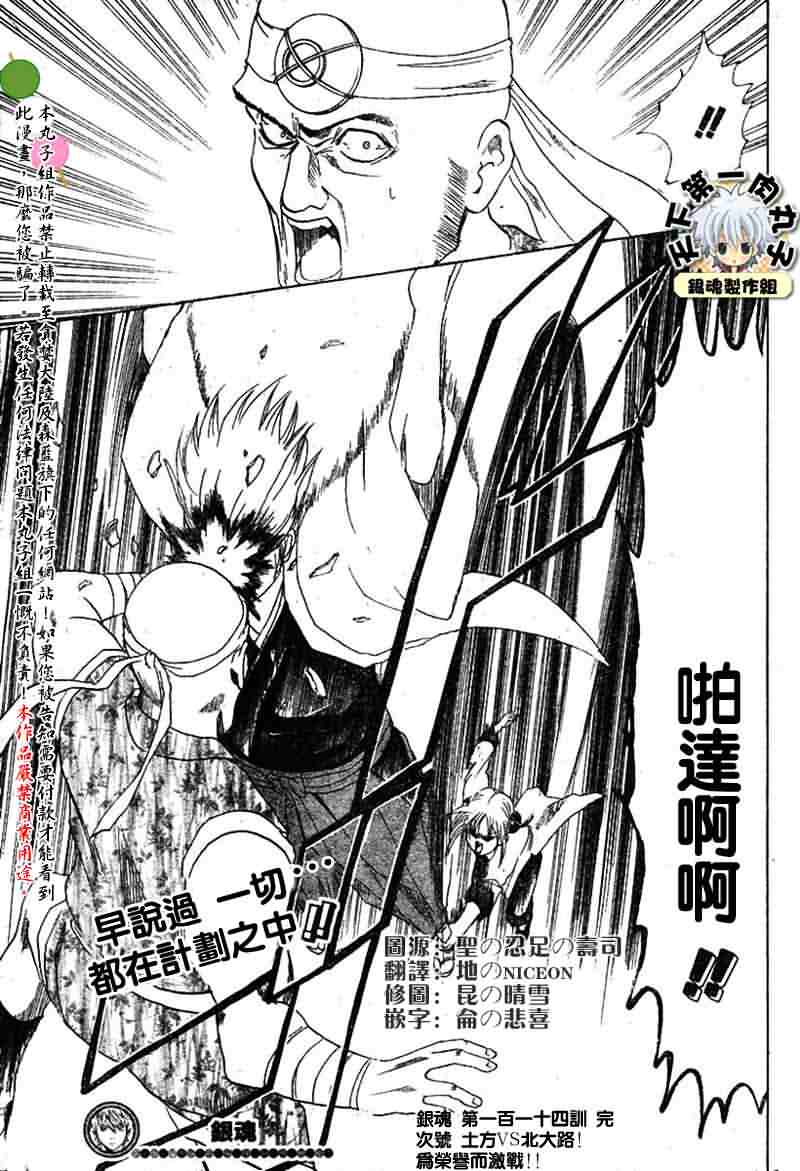 !!
天下第一肉丸子
銀魂製作組
啪達啊啊!!
早說過 一切…
都在計劃之中!!
圖源:聖の忍足の壽司
翻譯:地のNICEON
修圖:昆の晴雪
嵌字:侖の悲喜
本丸子組作品禁止轉載至貪婪大陸及森藍旗下的任何網站!如果您被告知需要付款才能看到
此漫畫,那麼您被騙了。若發生任何法律問題本丸子組一慨不負責!本作品嚴禁商業用途。
銀魂
銀魂 第一百一十四訓 完
次號 土方VS北大路!
為榮譽而激戰!!